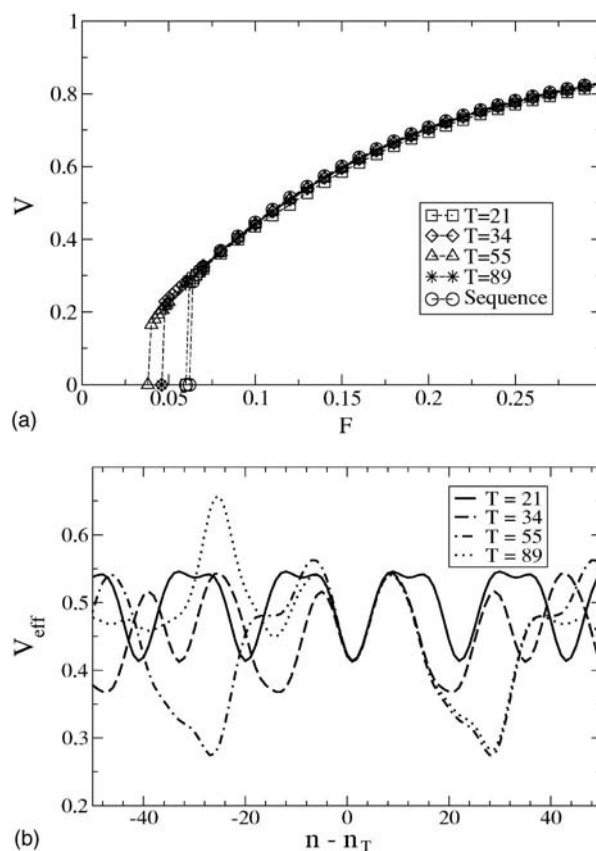 1
0.8
0.6
V
0.4
0.2
0
T=21
T=34
T=55
T=89
Sequence
0 0.05 0.1 0.15 0.2 0.25
(a)
F
T = 21
T = 34
T = 55
T = 89
0.6
0.5
V_eff
0.4
0.3
0.2
-40 -20 0 20 40
(b)
n - n_T